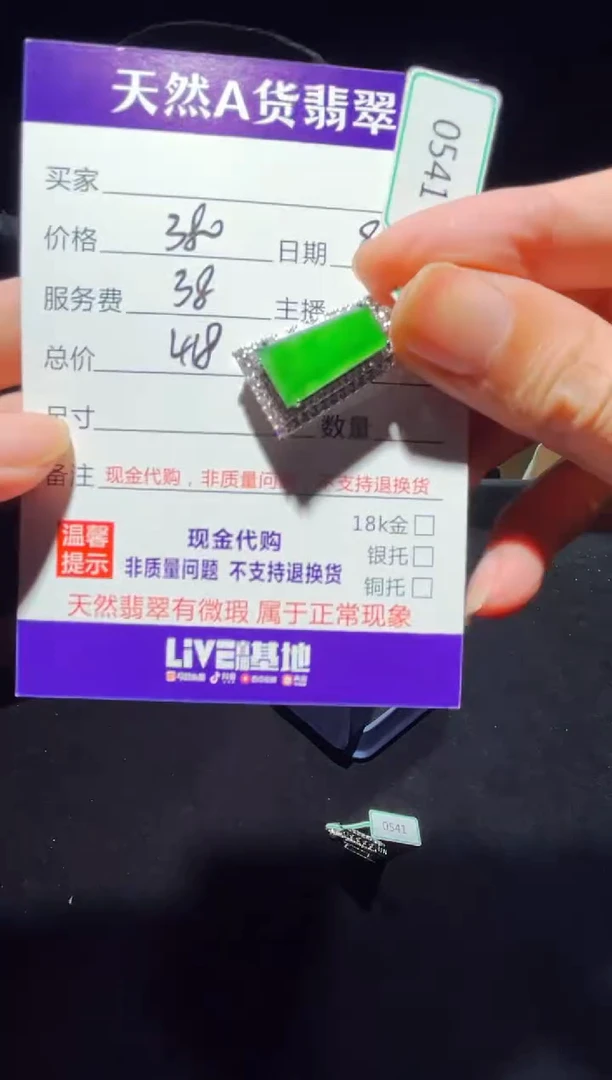 天然A货翡翠
0541
买家
价格 380 日期
服务费 38 主播
总价 418
尺寸 数量
备注 现金代购，非质量问 不支持退换货
温馨提示
现金代购
非质量问题 不支持退换货
18k金
银托
铜托
天然翡翠有微瑕 属于正常现象
LiVE 基地
0541